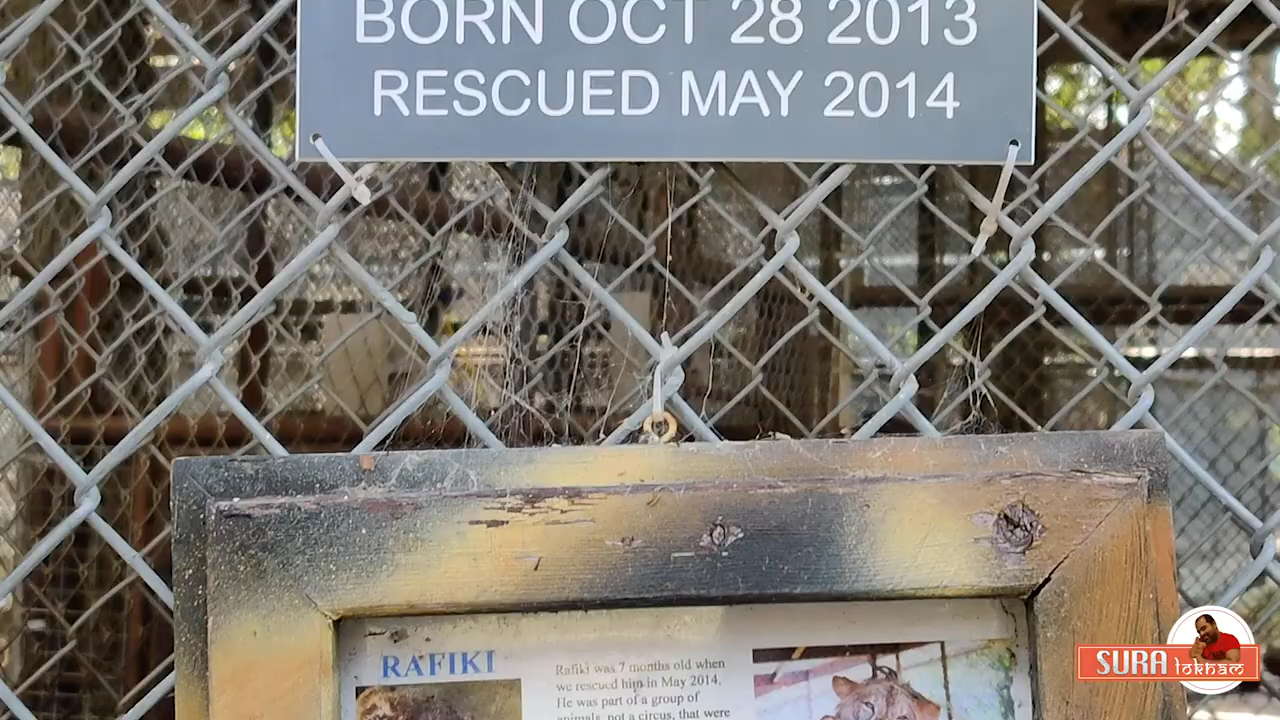 BORN OCT 28 2013
RESCUED MAY 2014
RAFIKI
Rafiki was 7 months old when
we rescued him in May 2014.
He was part of a group of
animals, not a circus, that were
SURA lokham